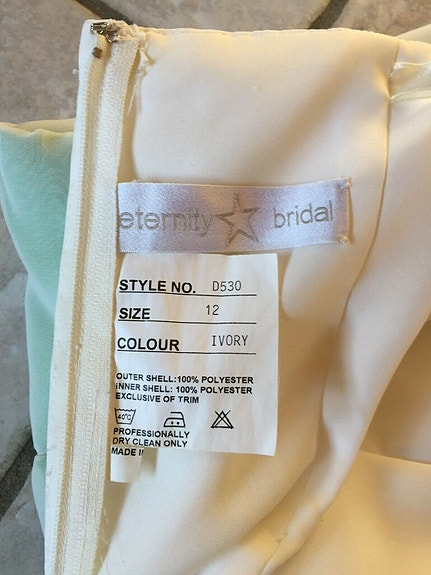 eternity bridal
STYLE NO. D530
SIZE 12
COLOUR IVORY
OUTER SHELL:100% POLYESTER
INNER SHELL: 100% POLYESTER
EXCLUSIVE OF TRIM
40°C
PROFESSIONALLY
DRY CLEAN ONLY
MADE